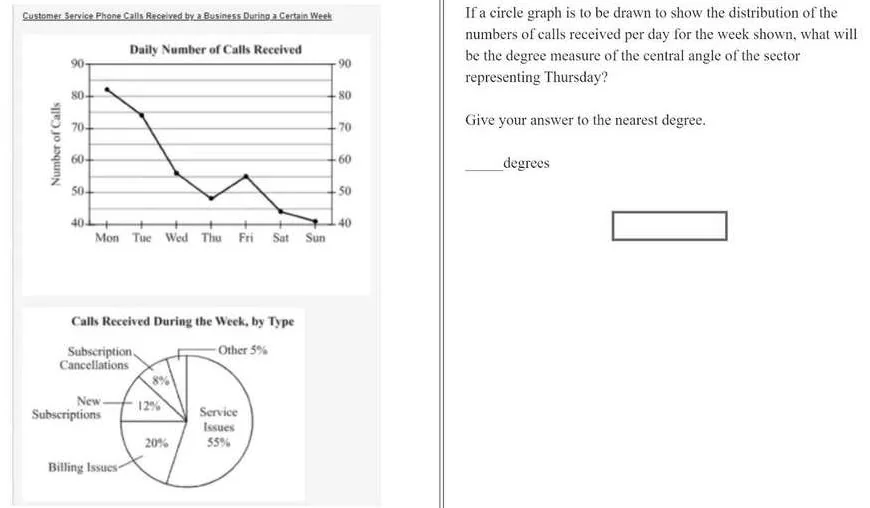 Customer Service Phone Calls Received by a Business During a Certain Week
Daily Number of Calls Received
90 90
80 80
70 70
60 60
50 50
40 40
Number of Calls
Mon Tue Wed Thu Fri Sat Sun
Calls Received During the Week, by Type
Subscription
Cancellations
Other 5%
8%
New
Subscriptions
12%
Service
Issues
55%
20%
Billing Issues
If a circle graph is to be drawn to show the distribution of the
numbers of calls received per day for the week shown, what will
be the degree measure of the central angle of the sector
representing Thursday?
Give your answer to the nearest degree.
_____degrees